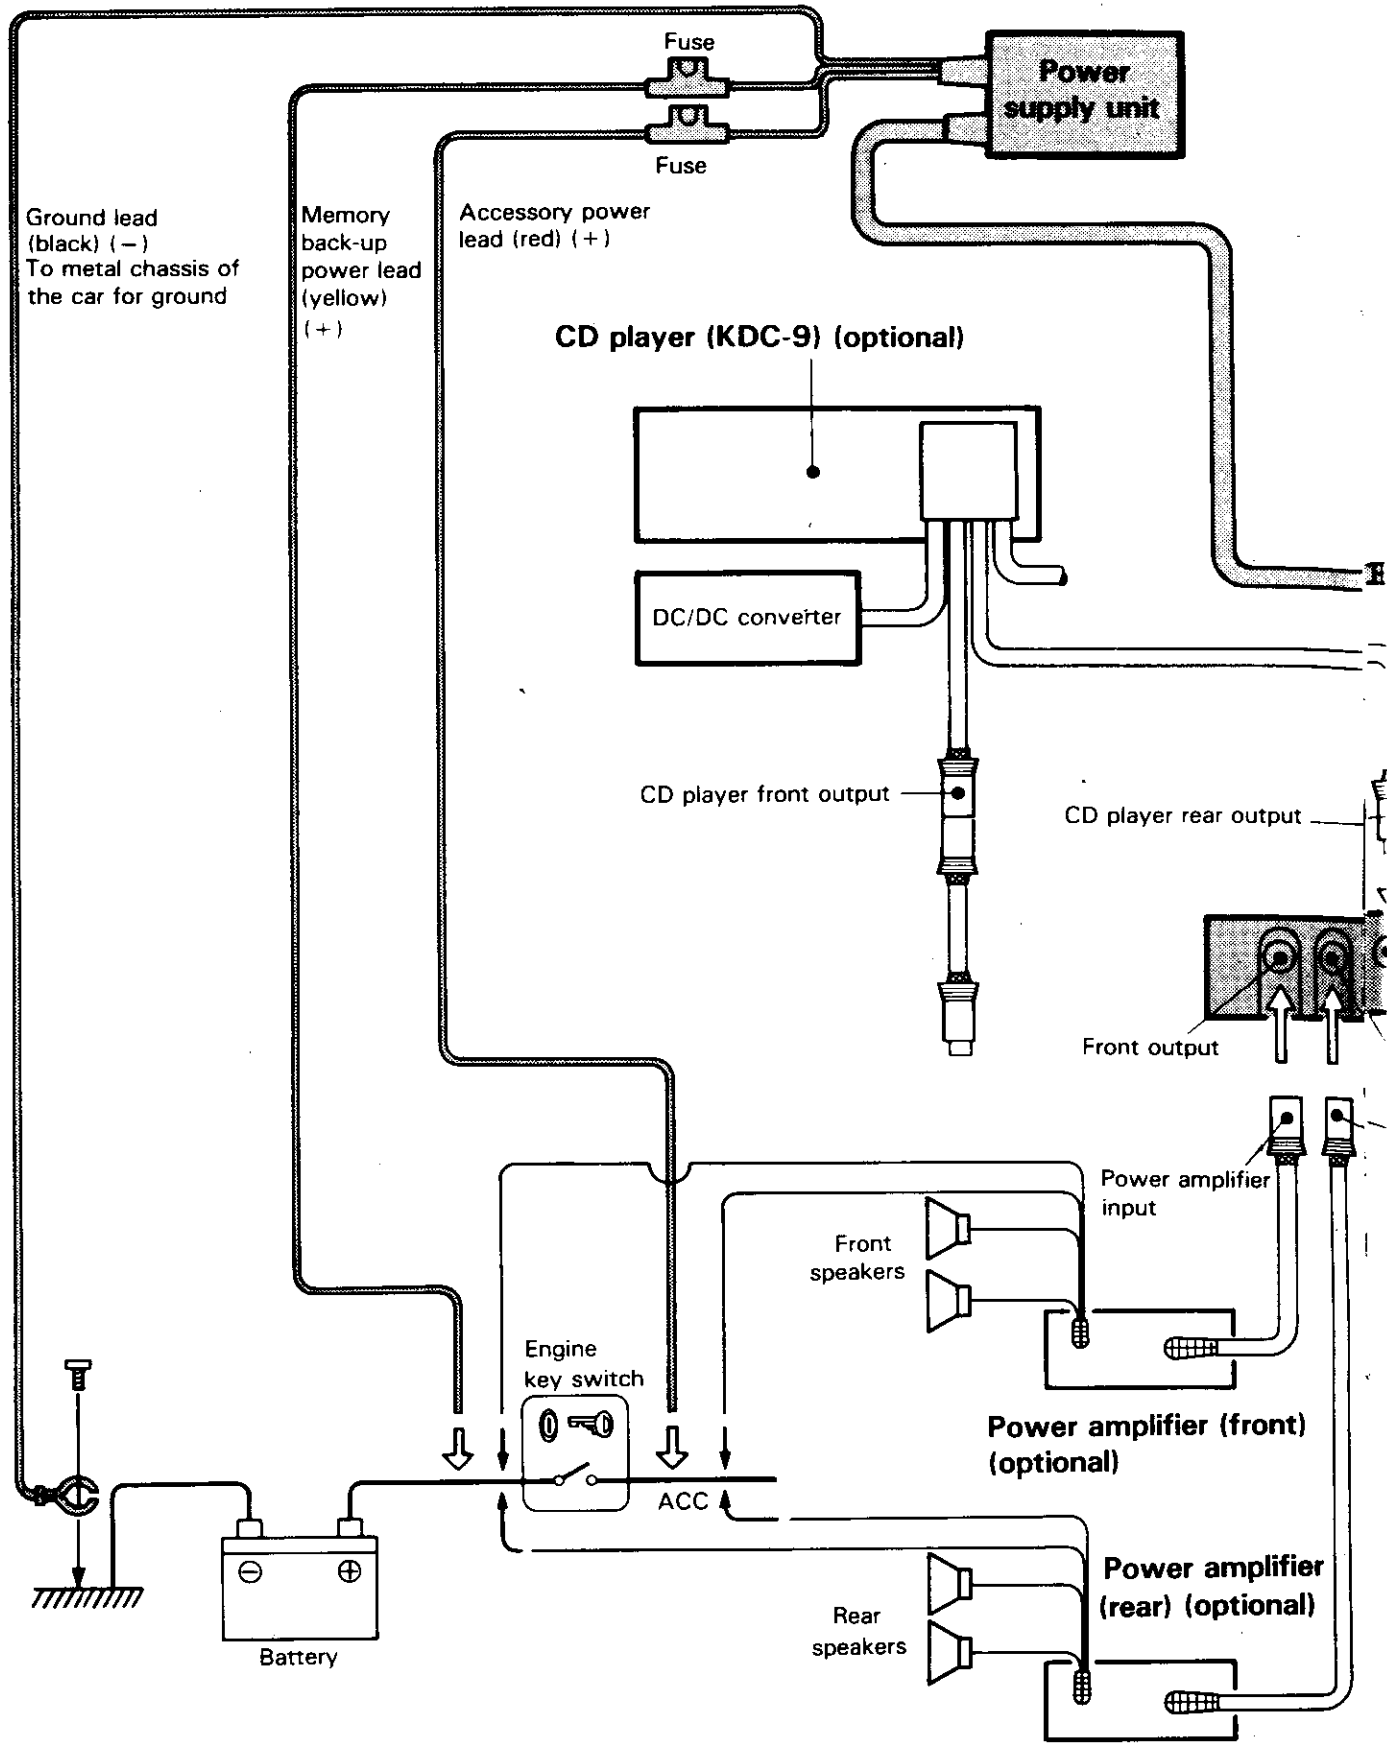 Fuse
Power
supply unit
Fuse
Ground lead
(black) (−)
To metal chassis of
the car for ground
Memory
back-up
power lead
(yellow)
(+)
Accessory power
lead (red) (+)
CD player (KDC-9) (optional)
DC/DC converter
CD player front output
CD player rear output
Front output
Power amplifier
input
Front
speakers
Engine
key switch
Power amplifier (front)
(optional)
ACC
Power amplifier
(rear) (optional)
Rear
speakers
− +
Battery